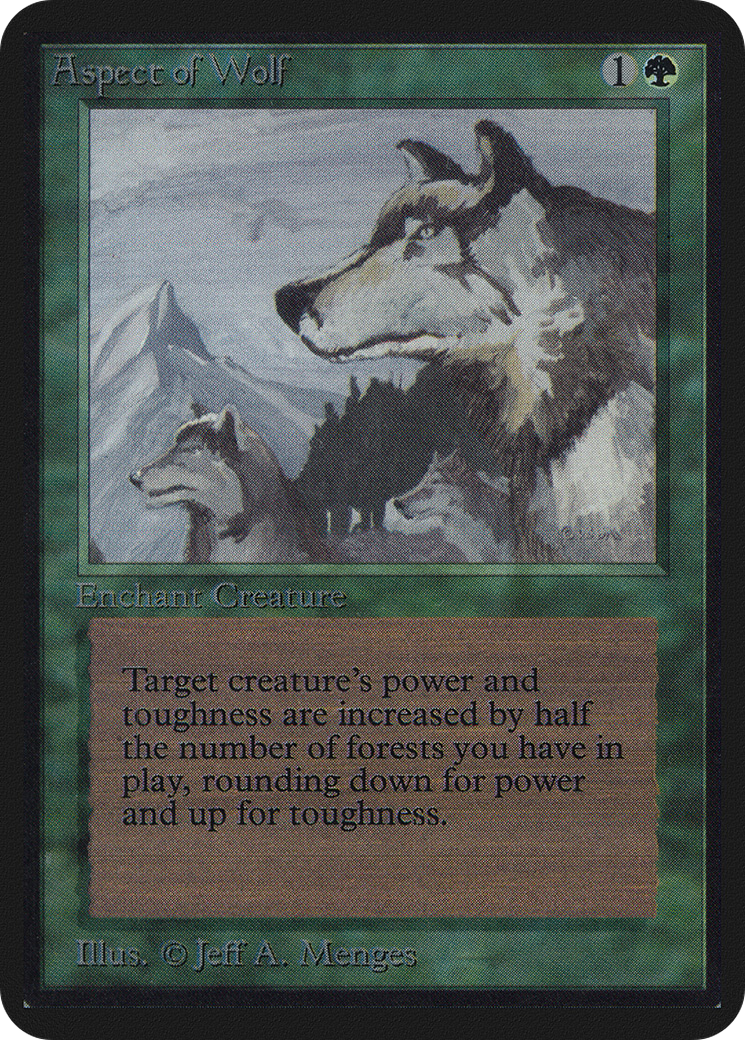 Aspect of Wolf 1
Enchant Creature
Target creature's power and
toughness are increased by half
the number of forests you have in
play, rounding down for power
and up for toughness.
Illus. © Jeff A. Menges